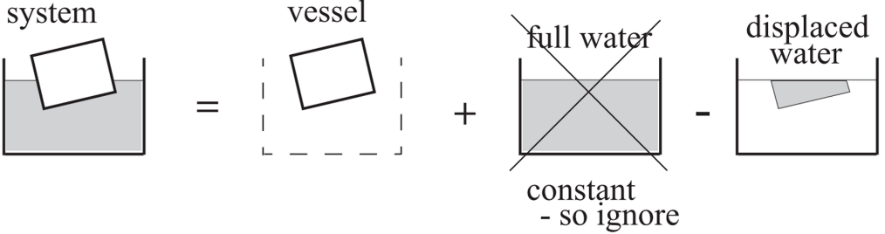 system
=
vessel
+
full water
constant
- so ignore
-
displaced
water